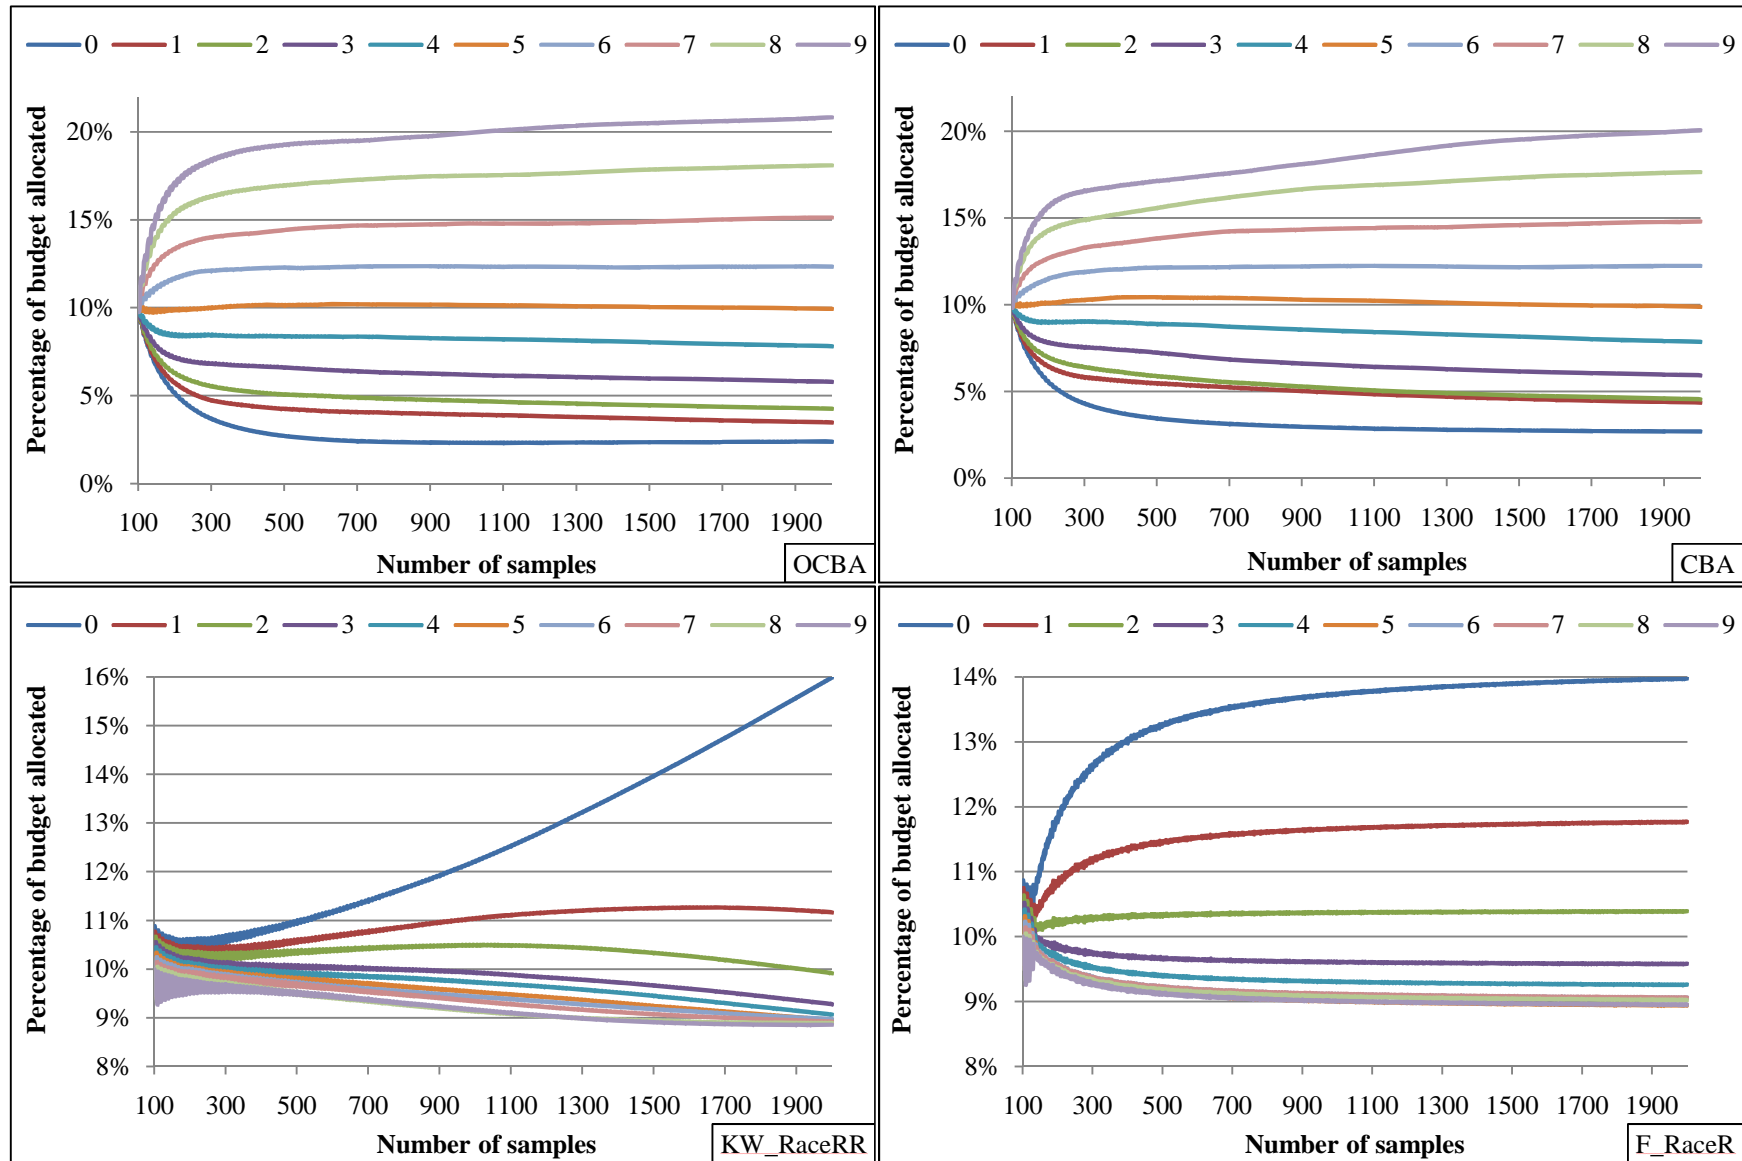 0 1 2 3 4 5 6 7 8 9
Percentage of budget allocated
20%
15%
10%
5%
0%
100 300 500 700 900 1100 1300 1500 1700 1900
Number of samples
OCBA
0 1 2 3 4 5 6 7 8 9
Percentage of budget allocated
20%
15%
10%
5%
0%
100 300 500 700 900 1100 1300 1500 1700 1900
Number of samples
CBA
0 1 2 3 4 5 6 7 8 9
Percentage of budget allocated
16%
15%
14%
13%
12%
11%
10%
9%
8%
100 300 500 700 900 1100 1300 1500 1700 1900
Number of samples
KW_RaceRR
0 1 2 3 4 5 6 7 8 9
Percentage of budget allocated
14%
13%
12%
11%
10%
9%
8%
100 300 500 700 900 1100 1300 1500 1700 1900
Number of samples
F_RaceR